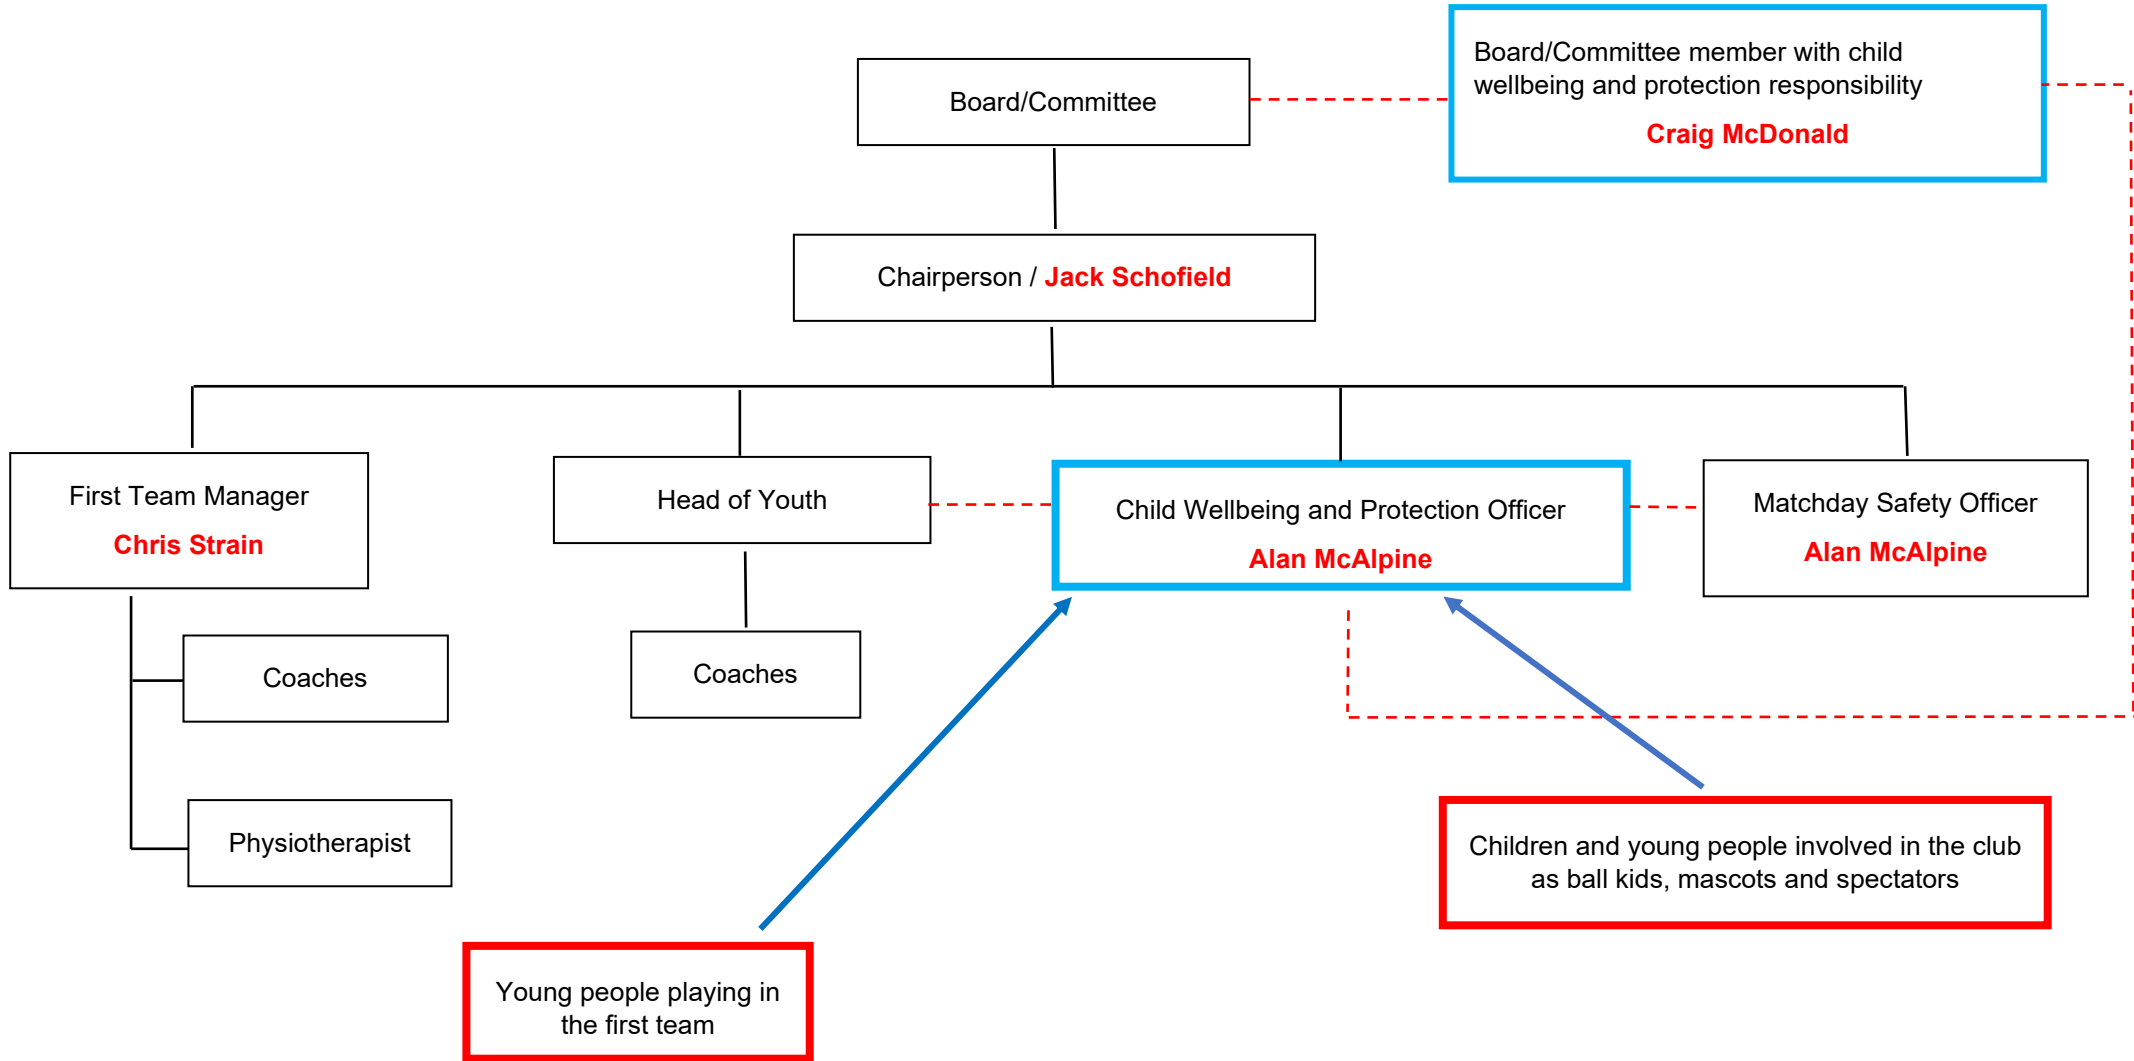 Board/Committee member with child
wellbeing and protection responsibility
Craig McDonald
Board/Committee
Chairperson / Jack Schofield
First Team Manager
Chris Strain
Head of Youth
Child Wellbeing and Protection Officer
Alan McAlpine
Matchday Safety Officer
Alan McAlpine
Coaches
Coaches
Physiotherapist
Children and young people involved in the club
as ball kids, mascots and spectators
Young people playing in
the first team